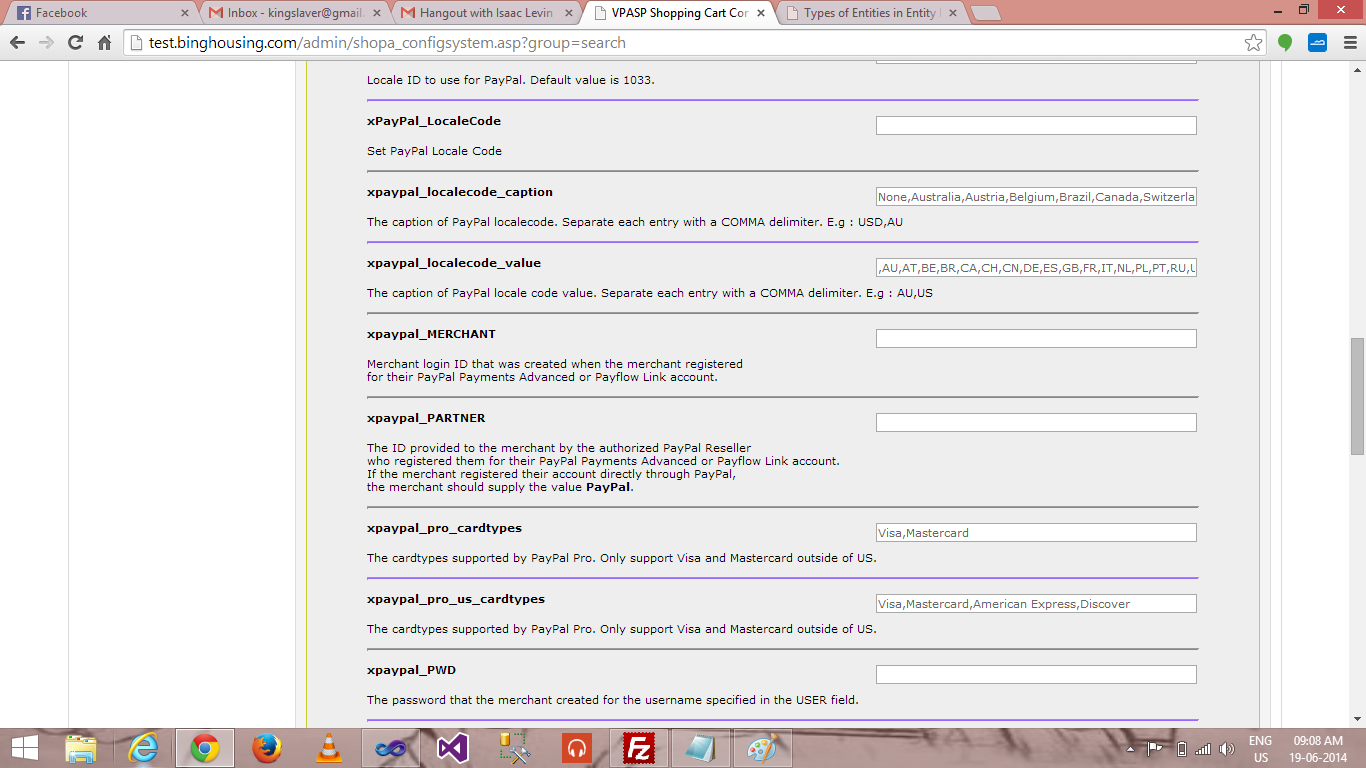 Facebook
Inbox - kingslaver@gmail.
Hangout with Isaac Levin
VPASP Shopping Cart Cor
Types of Entities in Entity
test.binghousing.com/admin/shopa_configsystem.asp?group=search
Locale ID to use for PayPal. Default value is 1033.
xPayPal_LocaleCode
Set PayPal Locale Code
xpaypal_localecode_caption
None,Australia,Austria,Belgium,Brazil,Canada,Switzerla
The caption of PayPal localecode. Separate each entry with a COMMA delimiter. E.g : USD,AU
xpaypal_localecode_value
,AU,AT,BE,BR,CA,CH,CN,DE,ES,GB,FR,IT,NL,PL,PT,RU,U
The caption of PayPal locale code value. Separate each entry with a COMMA delimiter. E.g : AU,US
xpaypal_MERCHANT
Merchant login ID that was created when the merchant registered
for their PayPal Payments Advanced or Payflow Link account.
xpaypal_PARTNER
The ID provided to the merchant by the authorized PayPal Reseller
who registered them for their PayPal Payments Advanced or Payflow Link account.
If the merchant registered their account directly through PayPal,
the merchant should supply the value PayPal.
xpaypal_pro_cardtypes
Visa,Mastercard
The cardtypes supported by PayPal Pro. Only support Visa and Mastercard outside of US.
xpaypal_pro_us_cardtypes
Visa,Mastercard,American Express,Discover
The cardtypes supported by PayPal Pro. Only support Visa and Mastercard outside of US.
xpaypal_PWD
The password that the merchant created for the username specified in the USER field.
ENG
US
09:08 AM
19-06-2014